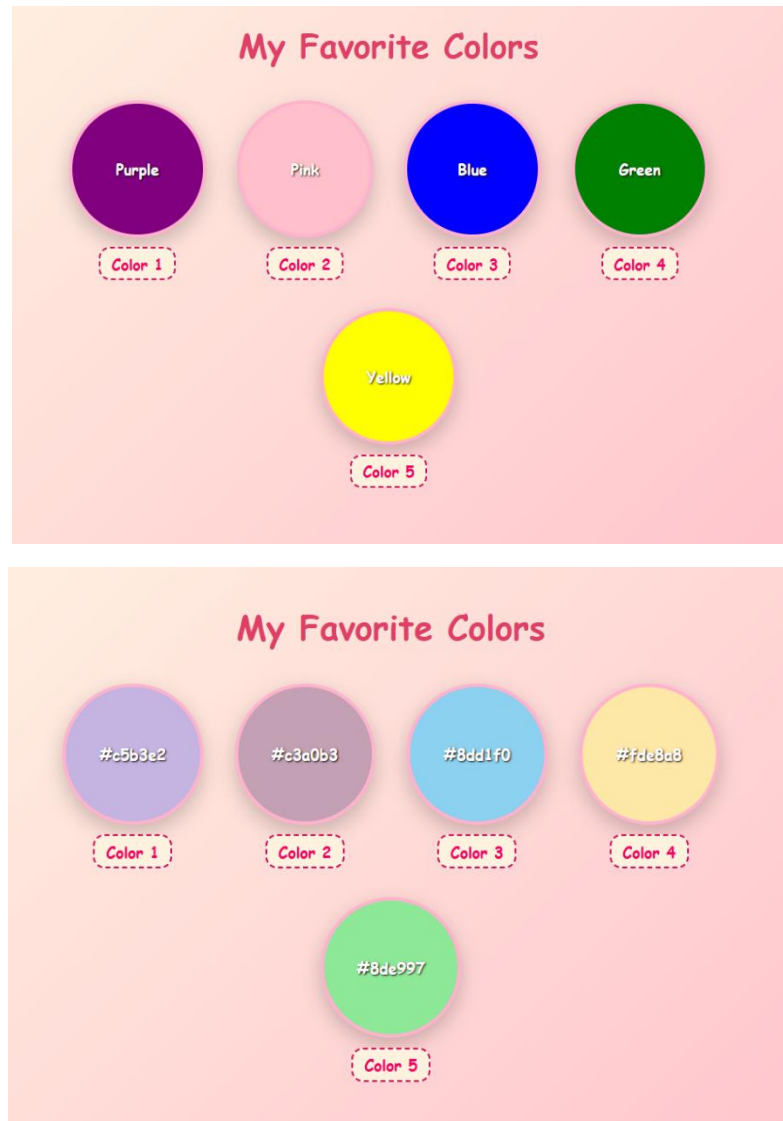 My Favorite Colors
Purple Pink Blue Green
Color 1 Color 2 Color 3 Color 4
Yellow
Color 5
My Favorite Colors
#c5b3e2 #c3a0b3 #8dd1f0 #fde8a8
Color 1 Color 2 Color 3 Color 4
#8de997
Color 5